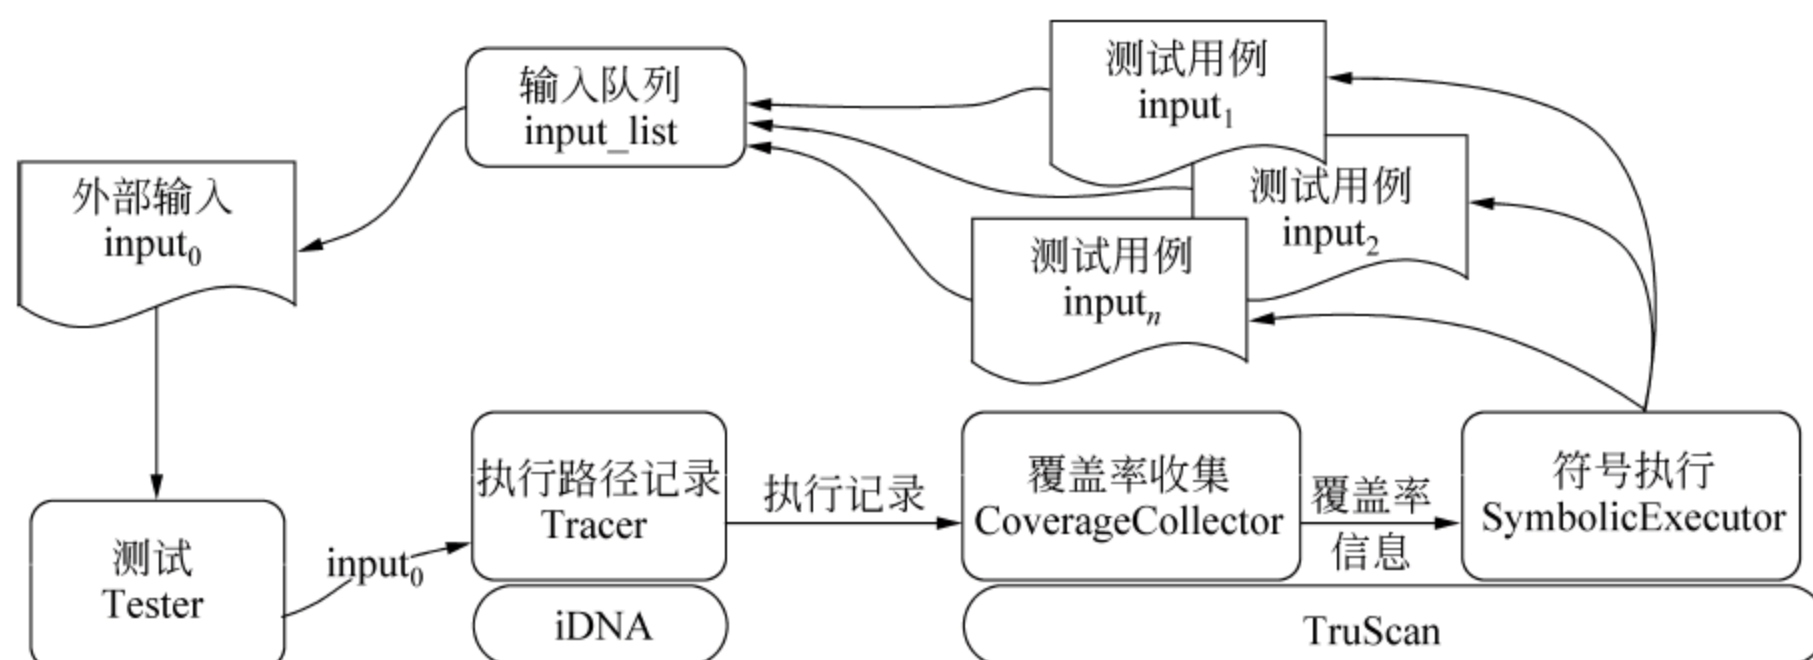 测试用例
input₁
输入队列
input_list
外部输入
input₀
测试用例
input₂
测试用例
inputₙ
执行路径记录
Tracer
执行记录
覆盖率收集
CoverageCollector
覆盖率
信息
符号执行
SymbolicExecutor
测试
Tester
input₀
iDNA
TruScan